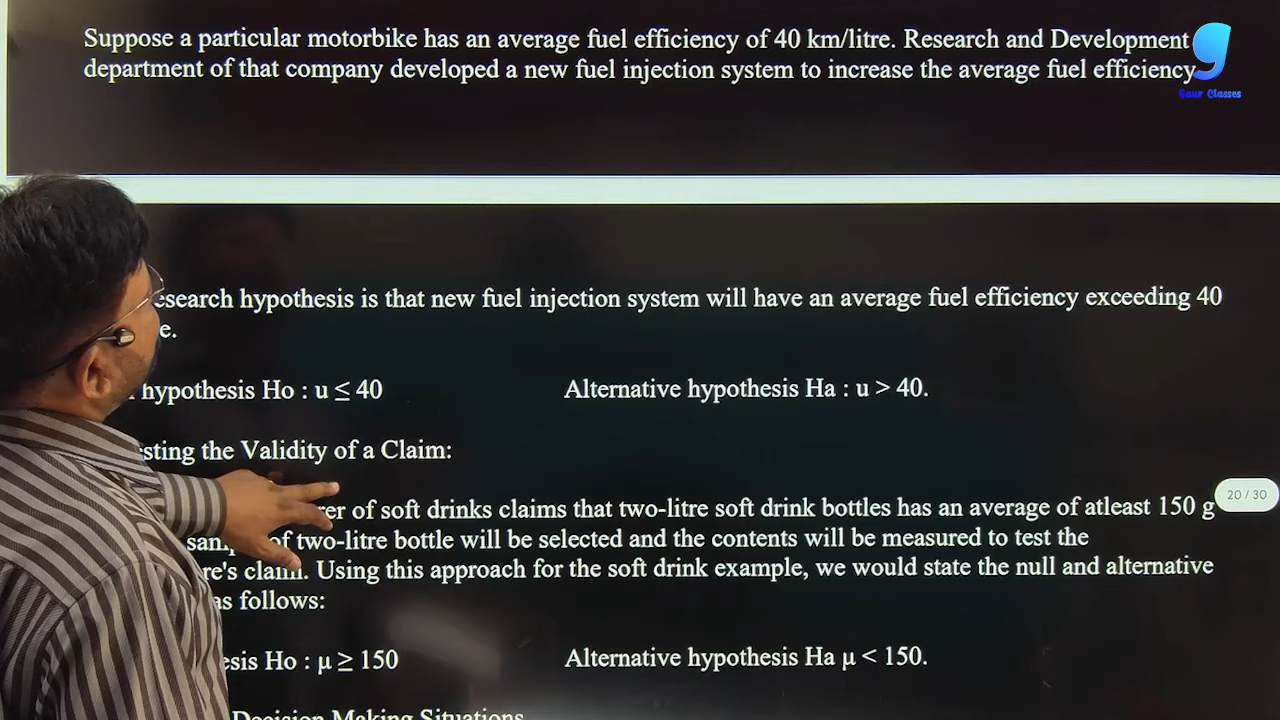 Suppose a particular motorbike has an average fuel efficiency of 40 km/litre. Research and Development
department of that company developed a new fuel injection system to increase the average fuel efficiency
Gaur Classes
research hypothesis is that new fuel injection system will have an average fuel efficiency exceeding 40
e.
hypothesis Ho : u ≤ 40 Alternative hypothesis Ha : u > 40.
sting the Validity of a Claim:
rer of soft drinks claims that two-litre soft drink bottles has an average of atleast 150 g
20 / 30
of two-litre bottle will be selected and the contents will be measured to test the
re's claim. Using this approach for the soft drink example, we would state the null and alternative
as follows:
esis Ho : μ ≥ 150 Alternative hypothesis Ha μ < 150.
Decision Making Situations